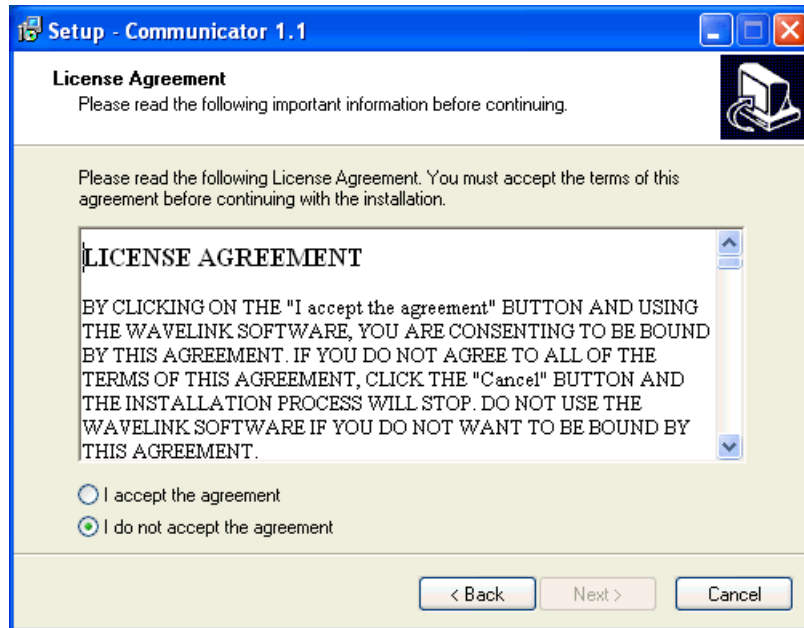 Setup - Communicator 1.1
License Agreement
Please read the following important information before continuing.
Please read the following License Agreement. You must accept the terms of this
agreement before continuing with the installation.
LICENSE AGREEMENT
BY CLICKING ON THE "I accept the agreement" BUTTON AND USING
THE WAVELINK SOFTWARE, YOU ARE CONSENTING TO BE BOUND
BY THIS AGREEMENT. IF YOU DO NOT AGREE TO ALL OF THE
TERMS OF THIS AGREEMENT, CLICK THE "Cancel" BUTTON AND
THE INSTALLATION PROCESS WILL STOP. DO NOT USE THE
WAVELINK SOFTWARE IF YOU DO NOT WANT TO BE BOUND BY
THIS AGREEMENT.
I accept the agreement
I do not accept the agreement
< Back Next > Cancel